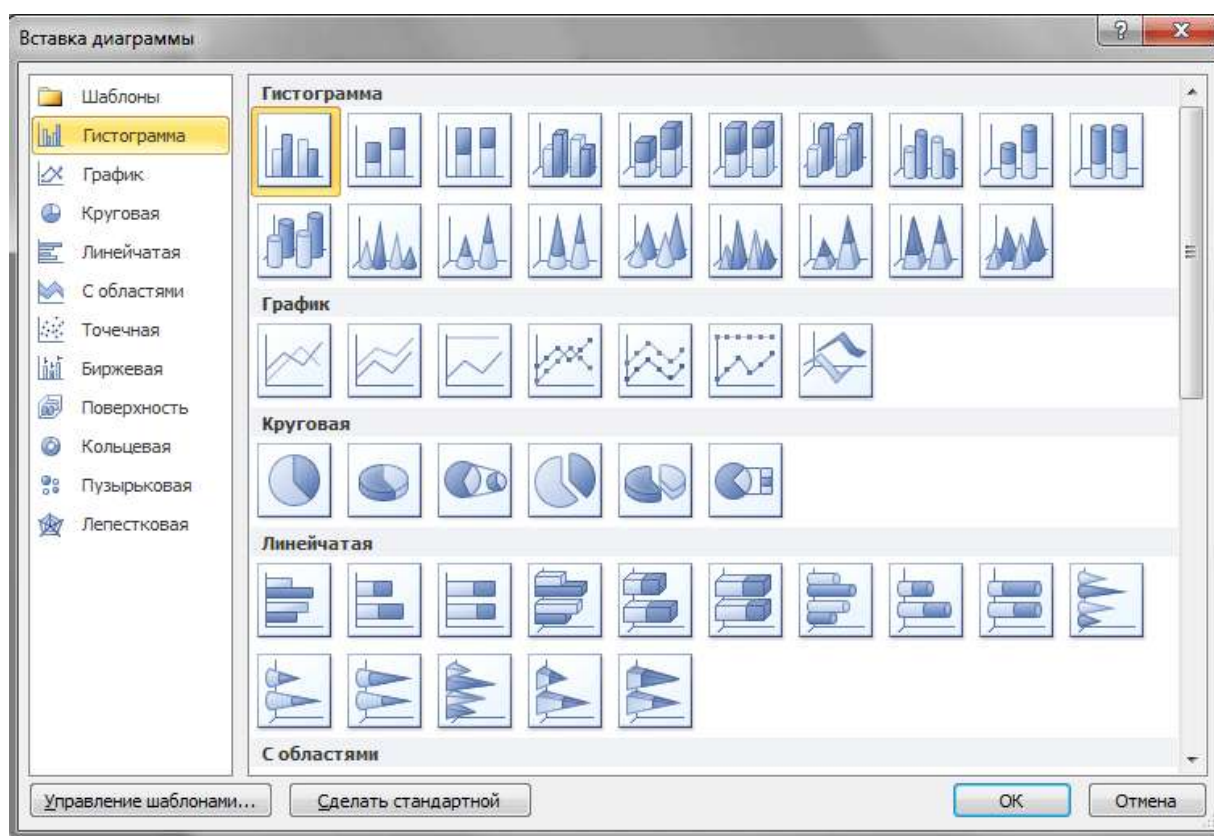 Вставка диаграммы
Шаблоны
Гистограмма
График
Круговая
Линейчатая
С областями
Точечная
Биржевая
Поверхность
Кольцевая
Пузырьковая
Лепестковая
Гистограмма
График
Круговая
Линейчатая
С областями
Управление шаблонами...
Сделать стандартной
ОК
Отмена